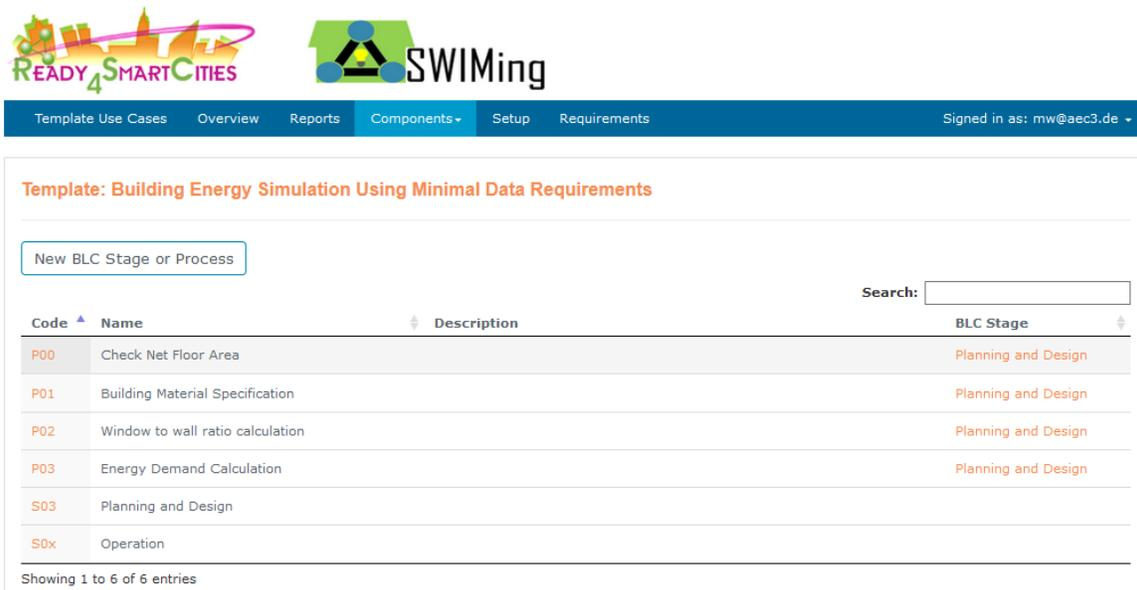 READY4SMARTCITIES
SWIMing
Template Use Cases Overview Reports Components Setup Requirements Signed in as: mw@aec3.de
Template: Building Energy Simulation Using Minimal Data Requirements
New BLC Stage or Process
Search:
Code Name Description BLC Stage
P00 Check Net Floor Area Planning and Design
P01 Building Material Specification Planning and Design
P02 Window to wall ratio calculation Planning and Design
P03 Energy Demand Calculation Planning and Design
S03 Planning and Design
S0x Operation
Showing 1 to 6 of 6 entries